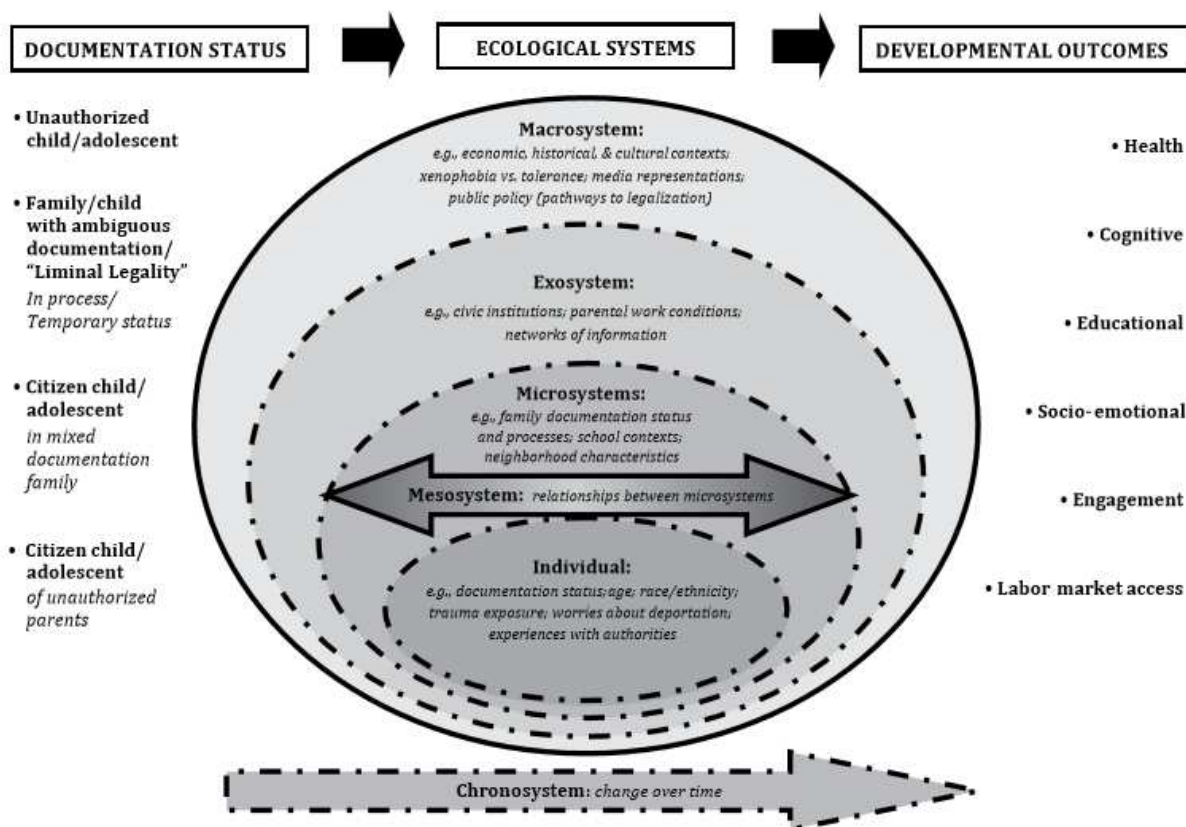 DOCUMENTATION STATUS
ECOLOGICAL SYSTEMS
DEVELOPMENTAL OUTCOMES
• Unauthorized
child/adolescent
• Family/child
with ambiguous
documentation/
"Liminal Legality"
In process/
Temporary status
• Citizen child/
adolescent
in mixed
documentation
family
• Citizen child/
adolescent
of unauthorized
parents
Macrosystem:
e.g., economic, historical, & cultural contexts;
xenophobia vs. tolerance; media representations;
public policy (pathways to legalization)
Exosystem:
e.g., civic institutions; parental work conditions;
networks of information
Microsystems:
e.g., family documentation status
and processes; school contexts;
neighborhood characteristics
Mesosystem: relationships between microsystems
Individual:
e.g., documentation status; age; race/ethnicity;
trauma exposure; worries about deportation;
experiences with authorities
Chronosystem: change over time
• Health
• Cognitive
• Educational
• Socio-emotional
• Engagement
• Labor market access